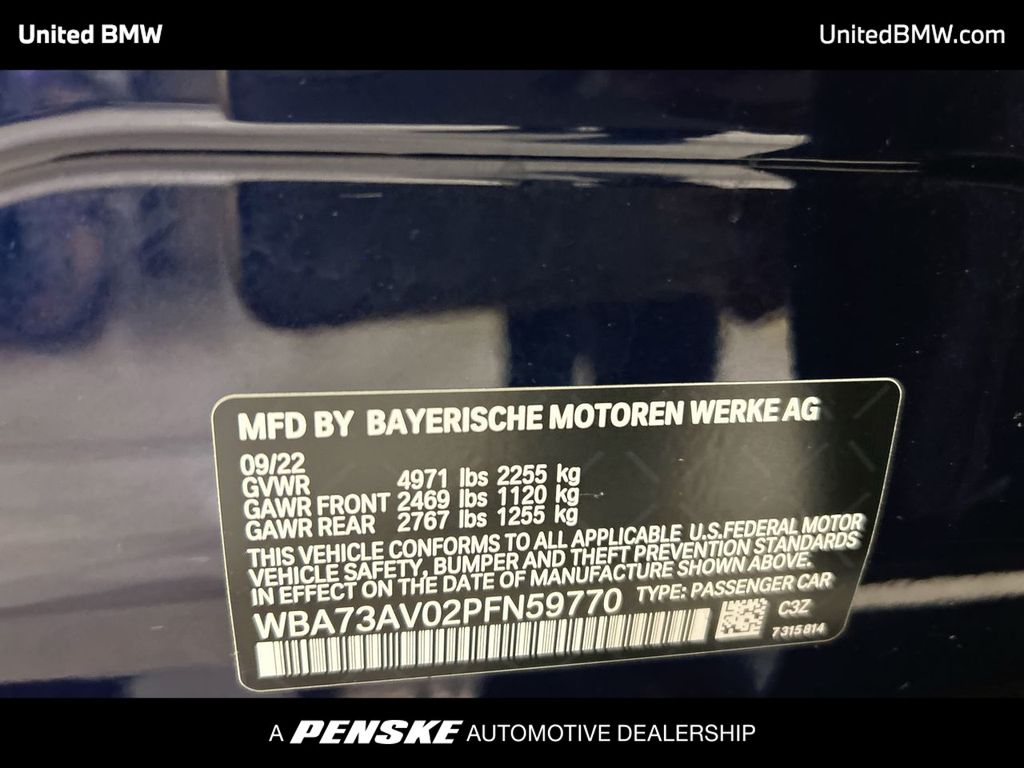 United BMW
UnitedBMW.com
MFD BY BAYERISCHE MOTOREN WERKE AG
09/22
GVWR 4971 lbs 2255 kg
GAWR FRONT 2469 lbs 1120 kg
GAWR REAR 2767 lbs 1255 kg
THIS VEHICLE CONFORMS TO ALL APPLICABLE U.S.FEDERAL MOTOR
VEHICLE SAFETY, BUMPER AND THEFT PREVENTION STANDARDS
IN EFFECT ON THE DATE OF MANUFACTURE SHOWN ABOVE.
WBA73AV02PFN59770 TYPE: PASSENGER CAR
C3Z
7315814
A PENSKE AUTOMOTIVE DEALERSHIP